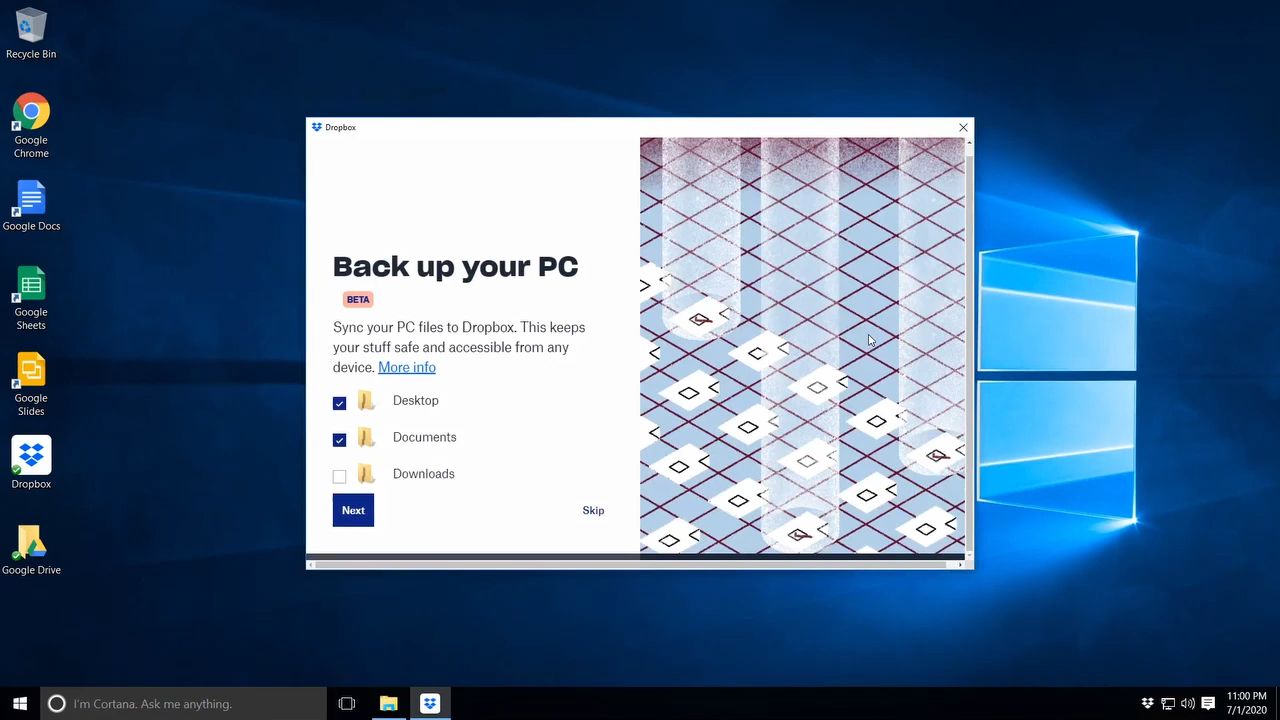 Recycle Bin
Google
Chrome
Google Docs
Google
Sheets
Google
Slides
Dropbox
Google Drive
Dropbox
Back up your PC
BETA
Sync your PC files to Dropbox. This keeps
your stuff safe and accessible from any
device. More info
Desktop
Documents
Downloads
Next
Skip
I'm Cortana. Ask me anything.
11:00 PM
7/1/2020